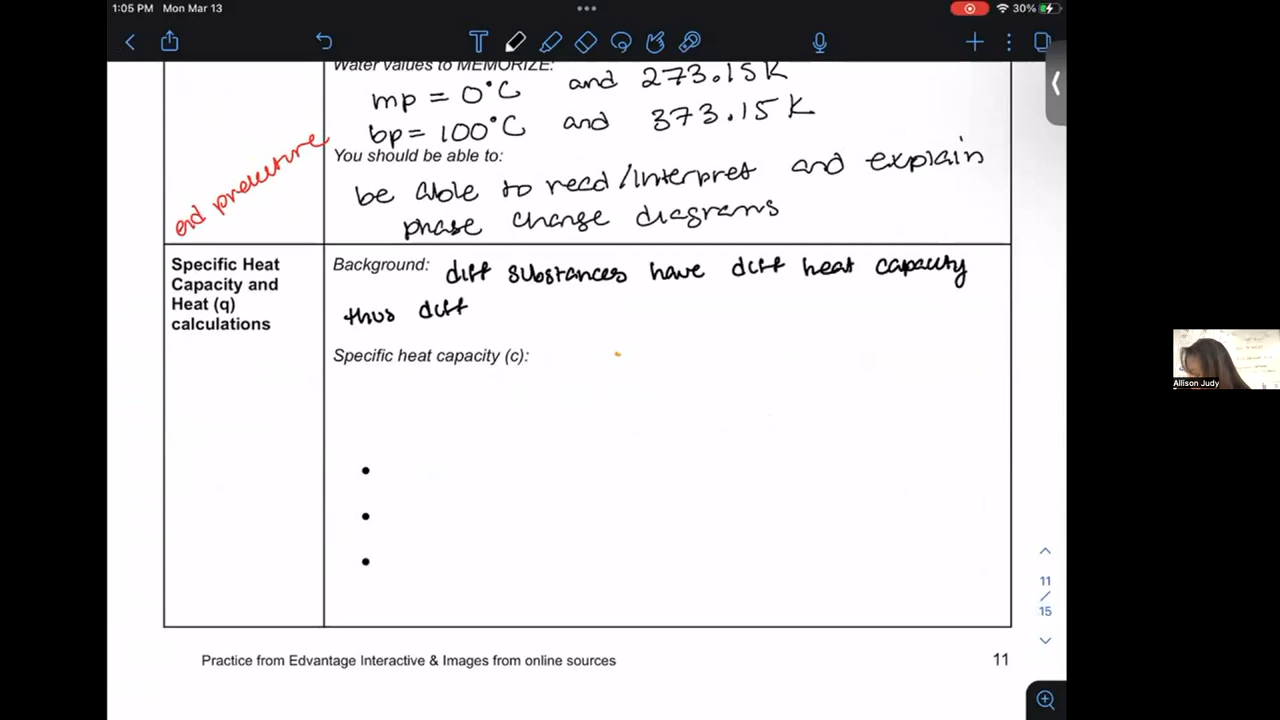 1:05 PM Mon Mar 13
30%
Water values to MEMORIZE:
mp = 0°C and 273.15K
bp = 100°C and 373.15 K
You should be able to:
be able to read/interpret and explain
phase change diagrams
end prelecture
Specific Heat
Capacity and
Heat (q)
calculations
Background: diff substances have diff heat capacity
thus diff
Specific heat capacity (c):
11
/
15
Practice from Edvantage Interactive & Images from online sources
11
Allison Judy